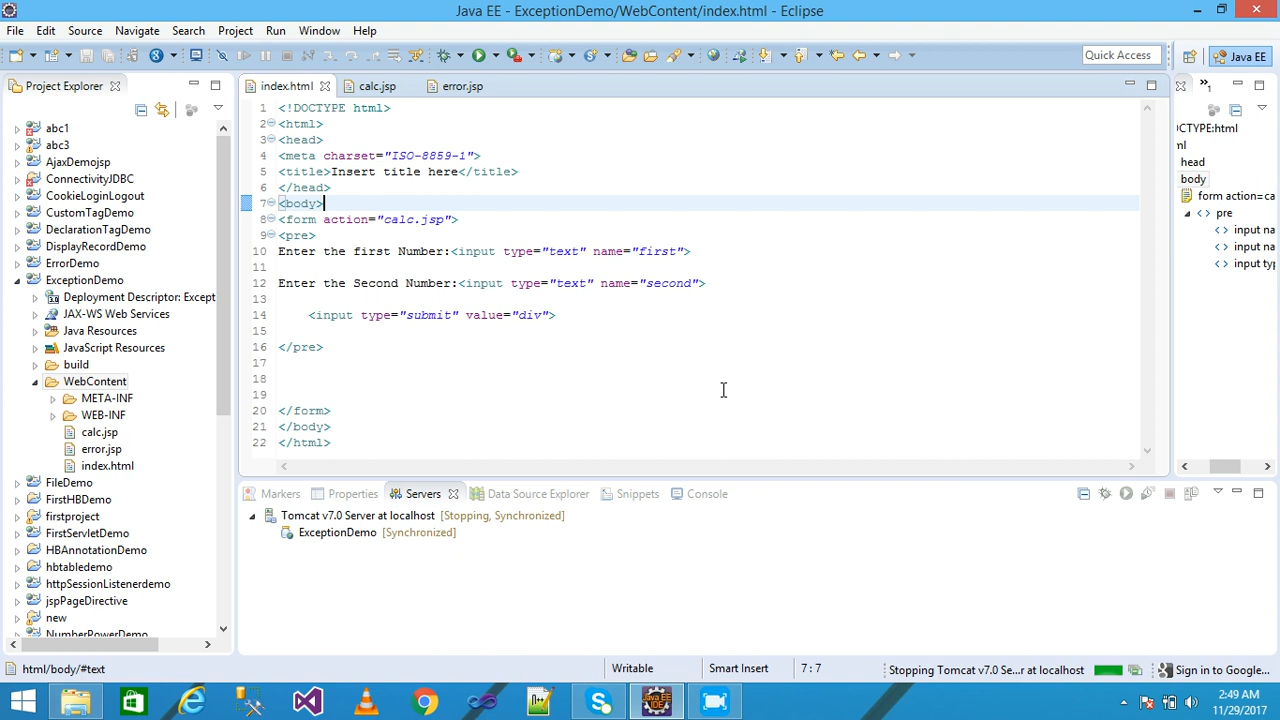 Java EE - ExceptionDemo/WebContent/index.html - Eclipse
File Edit Source Navigate Search Project Run Window Help
Quick Access
Java EE
Project Explorer
abc1
abc3
AjaxDemojsp
ConnectivityJDBC
CookieLoginLogout
CustomTagDemo
DeclarationTagDemo
DisplayRecordDemo
ErrorDemo
ExceptionDemo
Deployment Descriptor: Except
JAX-WS Web Services
Java Resources
JavaScript Resources
build
WebContent
META-INF
WEB-INF
calc.jsp
error.jsp
index.html
FileDemo
FirstHBDemo
firstproject
FirstServletDemo
HBAnnotationDemo
hbtabledemo
httpSessionListenerdemo
jspPageDirective
new
NumberPowerDemo
index.html calc.jsp error.jsp
1 <!DOCTYPE html>
2 <html>
3 <head>
4 <meta charset="ISO-8859-1">
5 <title>Insert title here</title>
6 </head>
7 <body>
8 <form action="calc.jsp">
9 <pre>
10 Enter the first Number:<input type="text" name="first">
11
12 Enter the Second Number:<input type="text" name="second">
13
14 <input type="submit" value="div">
15
16 </pre>
17
18
19
20 </form>
21 </body>
22 </html>
»1
CTYPE:html
ml
head
body
form action=ca
pre
input na
input na
input typ
Markers Properties Servers Data Source Explorer Snippets Console
Tomcat v7.0 Server at localhost [Stopping, Synchronized]
ExceptionDemo [Synchronized]
html/body/#text Writable Smart Insert 7 : 7 Stopping Tomcat v7.0 Se...r at localhost Sign in to Google...
Java EE
IDE
2:49 AM
11/29/2017